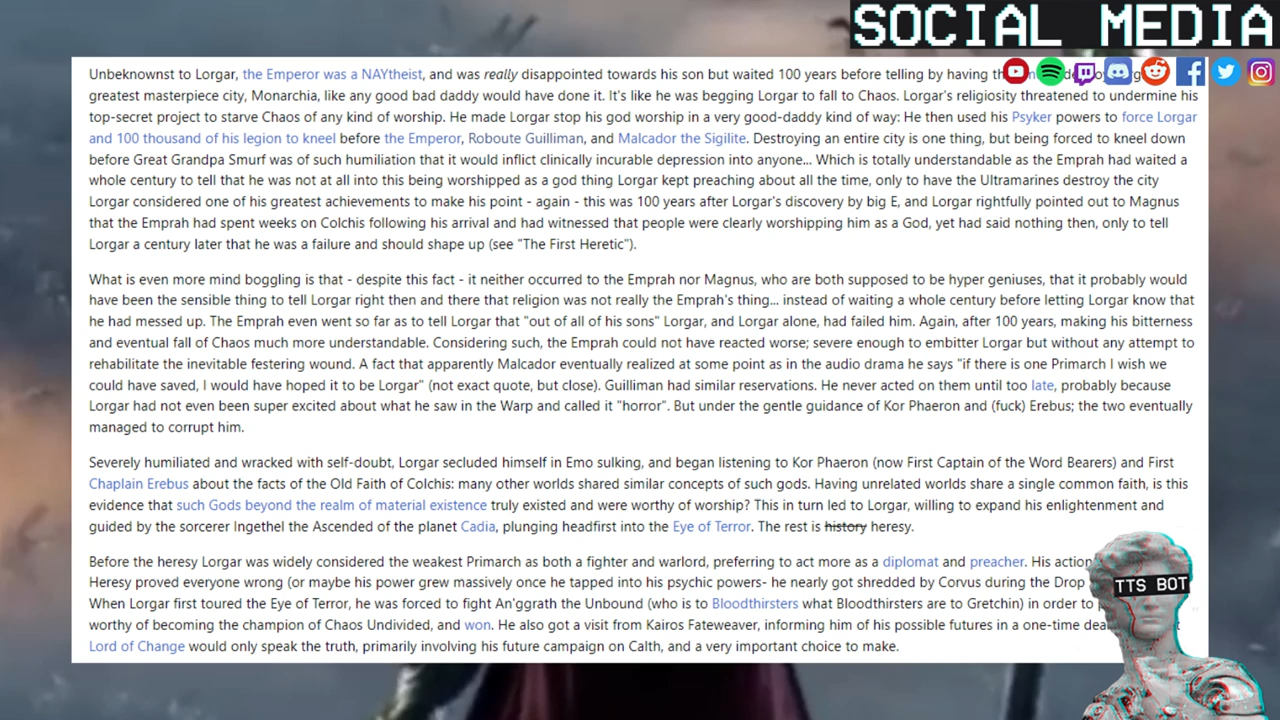 SOCIAL MEDIA
Unbeknownst to Lorgar, the Emperor was a NAYtheist, and was really disappointed towards his son but waited 100 years before telling by having
greatest masterpiece city, Monarchia, like any good bad daddy would have done it. It's like he was begging Lorgar to fall to Chaos. Lorgar's religiosity threatened to undermine his
top-secret project to starve Chaos of any kind of worship. He made Lorgar stop his god worship in a very good-daddy kind of way: He then used his Psyker powers to force Lorgar
and 100 thousand of his legion to kneel before the Emperor, Roboute Guilliman, and Malcador the Sigilite. Destroying an entire city is one thing, but being forced to kneel down
before Great Grandpa Smurf was of such humiliation that it would inflict clinically incurable depression into anyone... Which is totally understandable as the Emprah had waited a
whole century to tell that he was not at all into this being worshipped as a god thing Lorgar kept preaching about all the time, only to have the Ultramarines destroy the city
Lorgar considered one of his greatest achievements to make his point - again - this was 100 years after Lorgar's discovery by big E, and Lorgar rightfully pointed out to Magnus
that the Emprah had spent weeks on Colchis following his arrival and had witnessed that people were clearly worshipping him as a God, yet had said nothing then, only to tell
Lorgar a century later that he was a failure and should shape up (see "The First Heretic").
What is even more mind boggling is that - despite this fact - it neither occurred to the Emprah nor Magnus, who are both supposed to be hyper geniuses, that it probably would
have been the sensible thing to tell Lorgar right then and there that religion was not really the Emprah's thing... instead of waiting a whole century before letting Lorgar know that
he had messed up. The Emprah even went so far as to tell Lorgar that "out of all of his sons" Lorgar, and Lorgar alone, had failed him. Again, after 100 years, making his bitterness
and eventual fall of Chaos much more understandable. Considering such, the Emprah could not have reacted worse; severe enough to embitter Lorgar but without any attempt to
rehabilitate the inevitable festering wound. A fact that apparently Malcador eventually realized at some point as in the audio drama he says "if there is one Primarch I wish we
could have saved, I would have hoped it to be Lorgar" (not exact quote, but close). Guilliman had similar reservations. He never acted on them until too late, probably because
Lorgar had not even been super excited about what he saw in the Warp and called it "horror". But under the gentle guidance of Kor Phaeron and (fuck) Erebus; the two eventually
managed to corrupt him.
Severely humiliated and wracked with self-doubt, Lorgar secluded himself in Emo sulking, and began listening to Kor Phaeron (now First Captain of the Word Bearers) and First
Chaplain Erebus about the facts of the Old Faith of Colchis: many other worlds shared similar concepts of such gods. Having unrelated worlds share a single common faith, is this
evidence that such Gods beyond the realm of material existence truly existed and were worthy of worship? This in turn led to Lorgar, willing to expand his enlightenment and
guided by the sorcerer Ingethel the Ascended of the planet Cadia, plunging headfirst into the Eye of Terror. The rest is history heresy.
Before the heresy Lorgar was widely considered the weakest Primarch as both a fighter and warlord, preferring to act more as a diplomat and preacher. His
Heresy proved everyone wrong (or maybe his power grew massively once he tapped into his psychic powers- he nearly got shredded by Corvus during the Drop
When Lorgar first toured the Eye of Terror, he was forced to fight An'ggrath the Unbound (who is to Bloodthirsters what Bloodthirsters are to Gretchin) in order to
worthy of becoming the champion of Chaos Undivided, and won. He also got a visit from Kairos Fateweaver, informing him of his possible futures in a one-time
Lord of Change would only speak the truth, primarily involving his future campaign on Calth, and a very important choice to make.
TTS BOT